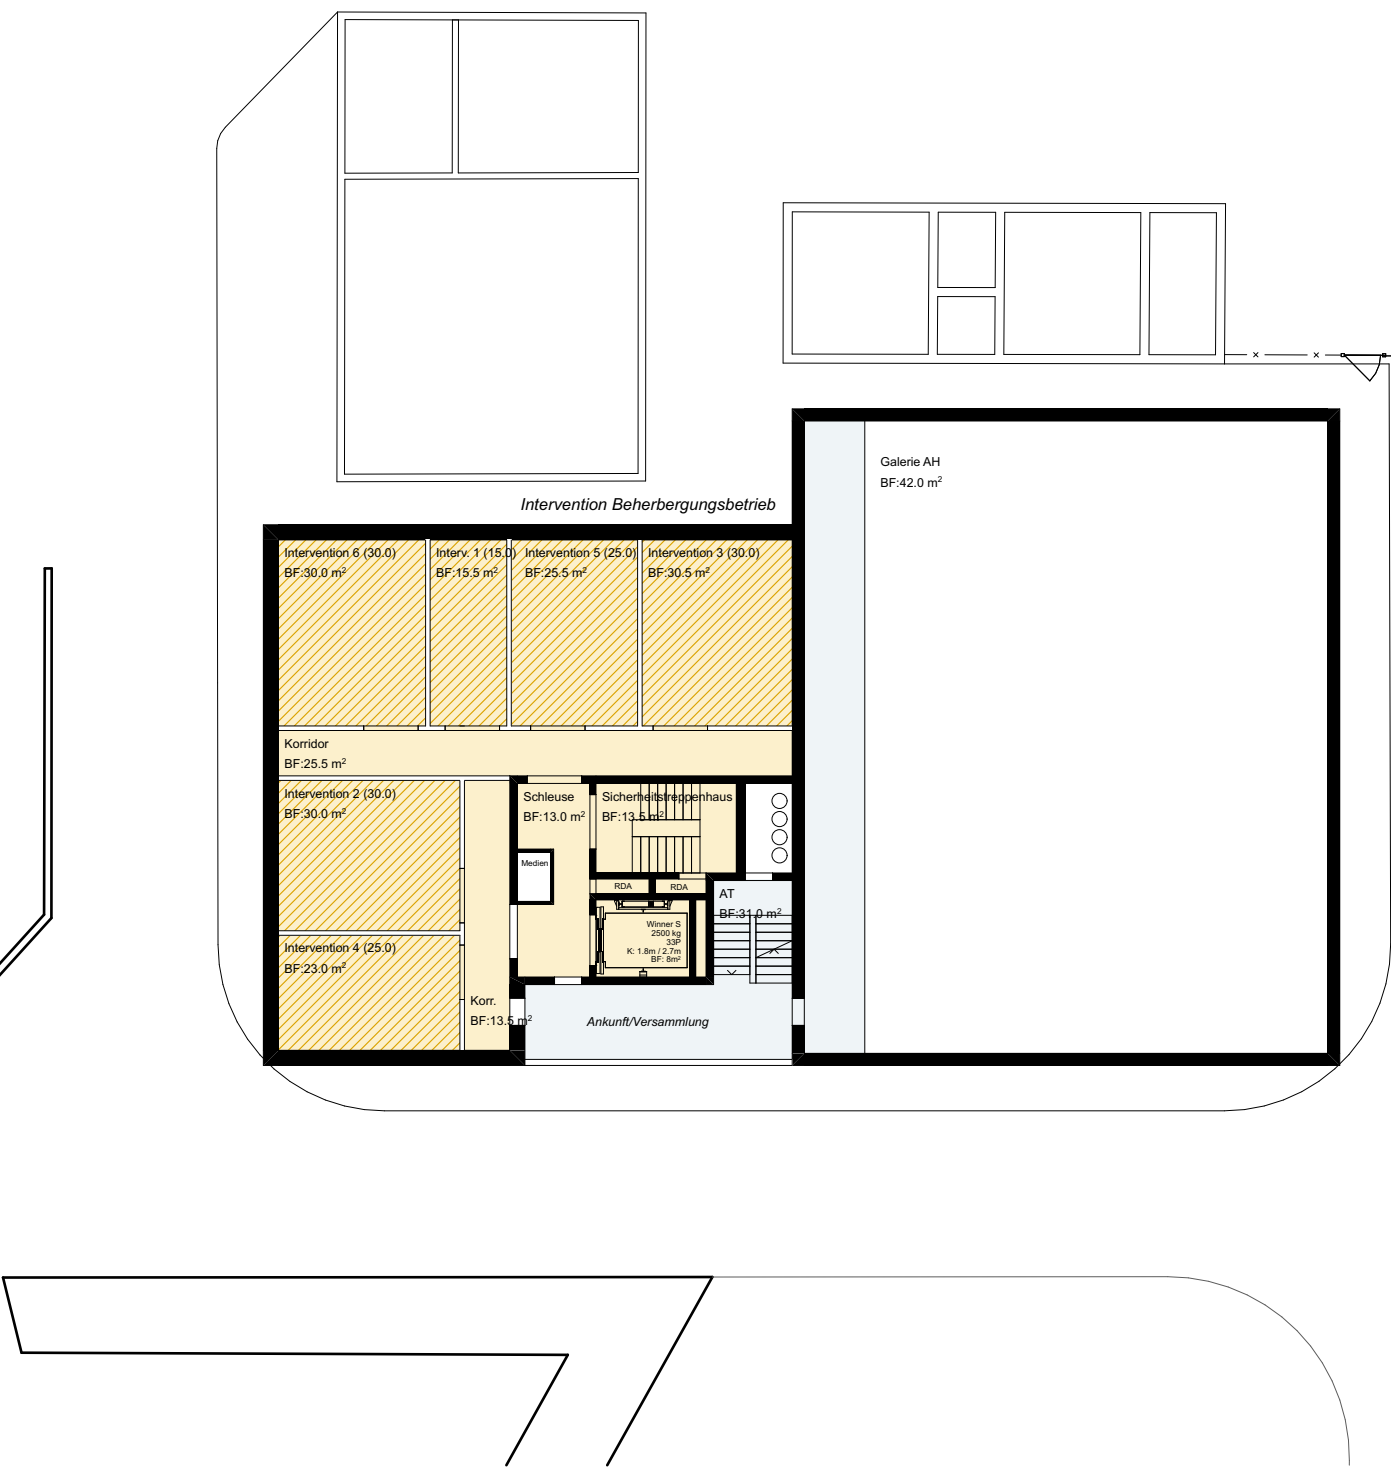 Galerie AH
BF:42.0 m²
Intervention Beherbergungsbetrieb
Intervention 6 (30.0)
BF:30.0 m²
Interv. 1 (15.0)
BF:15.5 m²
Intervention 5 (25.0)
BF:25.5 m²
Intervention 3 (30.0)
BF:30.5 m²
Korridor
BF:25.5 m²
Intervention 2 (30.0)
BF:30.0 m²
Schleuse
BF:13.0 m²
Sicherheitstreppenhaus
BF:13.5 m²
Medien
RDA
RDA
AT
BF:31.0 m²
Winner S
2500 kg
33P
K: 1.8m / 2.7m
BF: 8m²
Intervention 4 (25.0)
BF:23.0 m²
Korr.
BF:13.5 m²
Ankunft/Versammlung